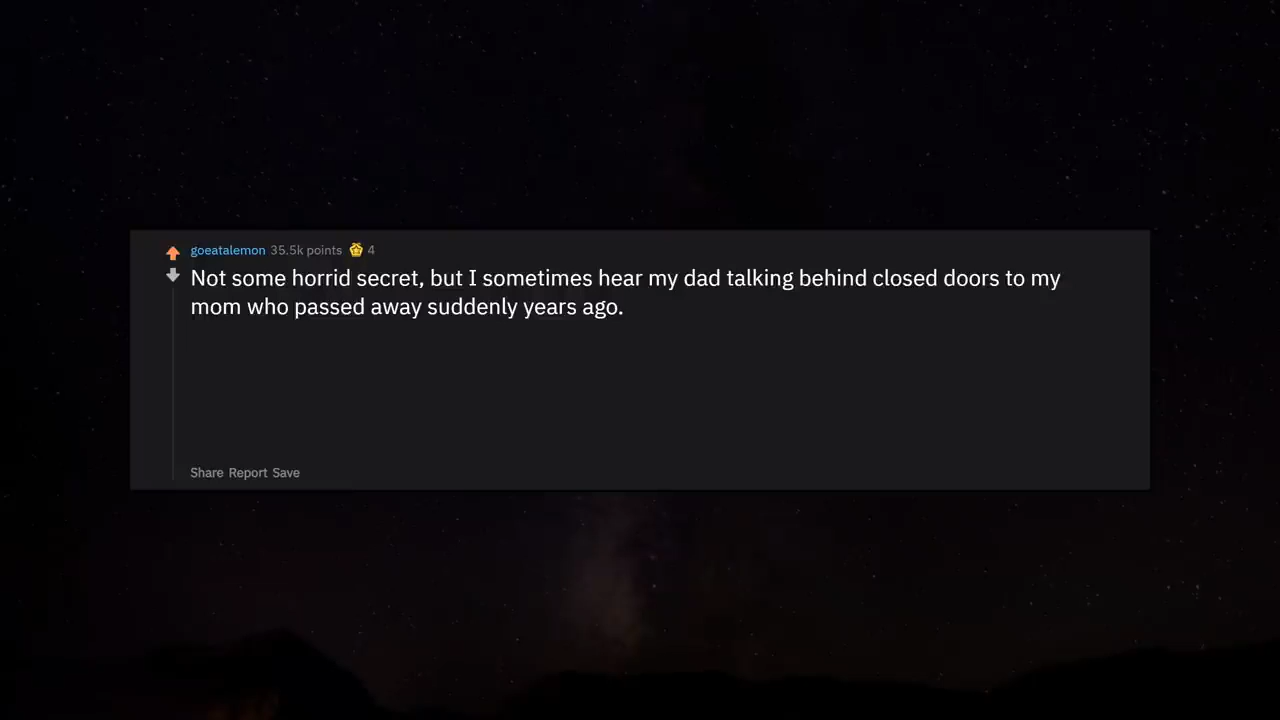 goeatalemon 35.5k points 4
Not some horrid secret, but I sometimes hear my dad talking behind closed doors to my
mom who passed away suddenly years ago.
Share Report Save